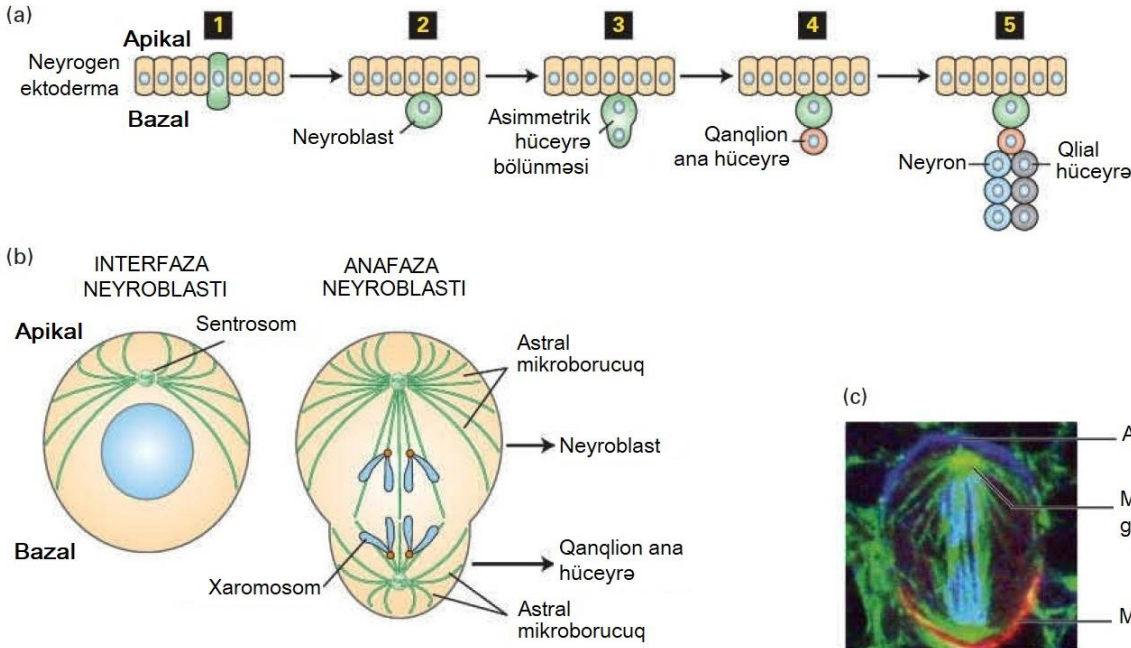 (a)
1
2
3
4
5
Apikal
Neyrogen
ektoderma
Bazal
Neyroblast
Asimmetrik
hüceyrə
bölünməsi
Qanqlion
ana hüceyrə
Neyron
Qlial
hüceyrə
(b)
INTERFAZA
NEYROBLASTI
ANAFAZA
NEYROBLASTI
Apikal
Sentrosom
Astral
mikroborucuq
Neyroblast
Bazal
Xaromosom
Qanqlion ana
hüceyrə
Astral
mikroborucuq
(c)
A
M
g
M